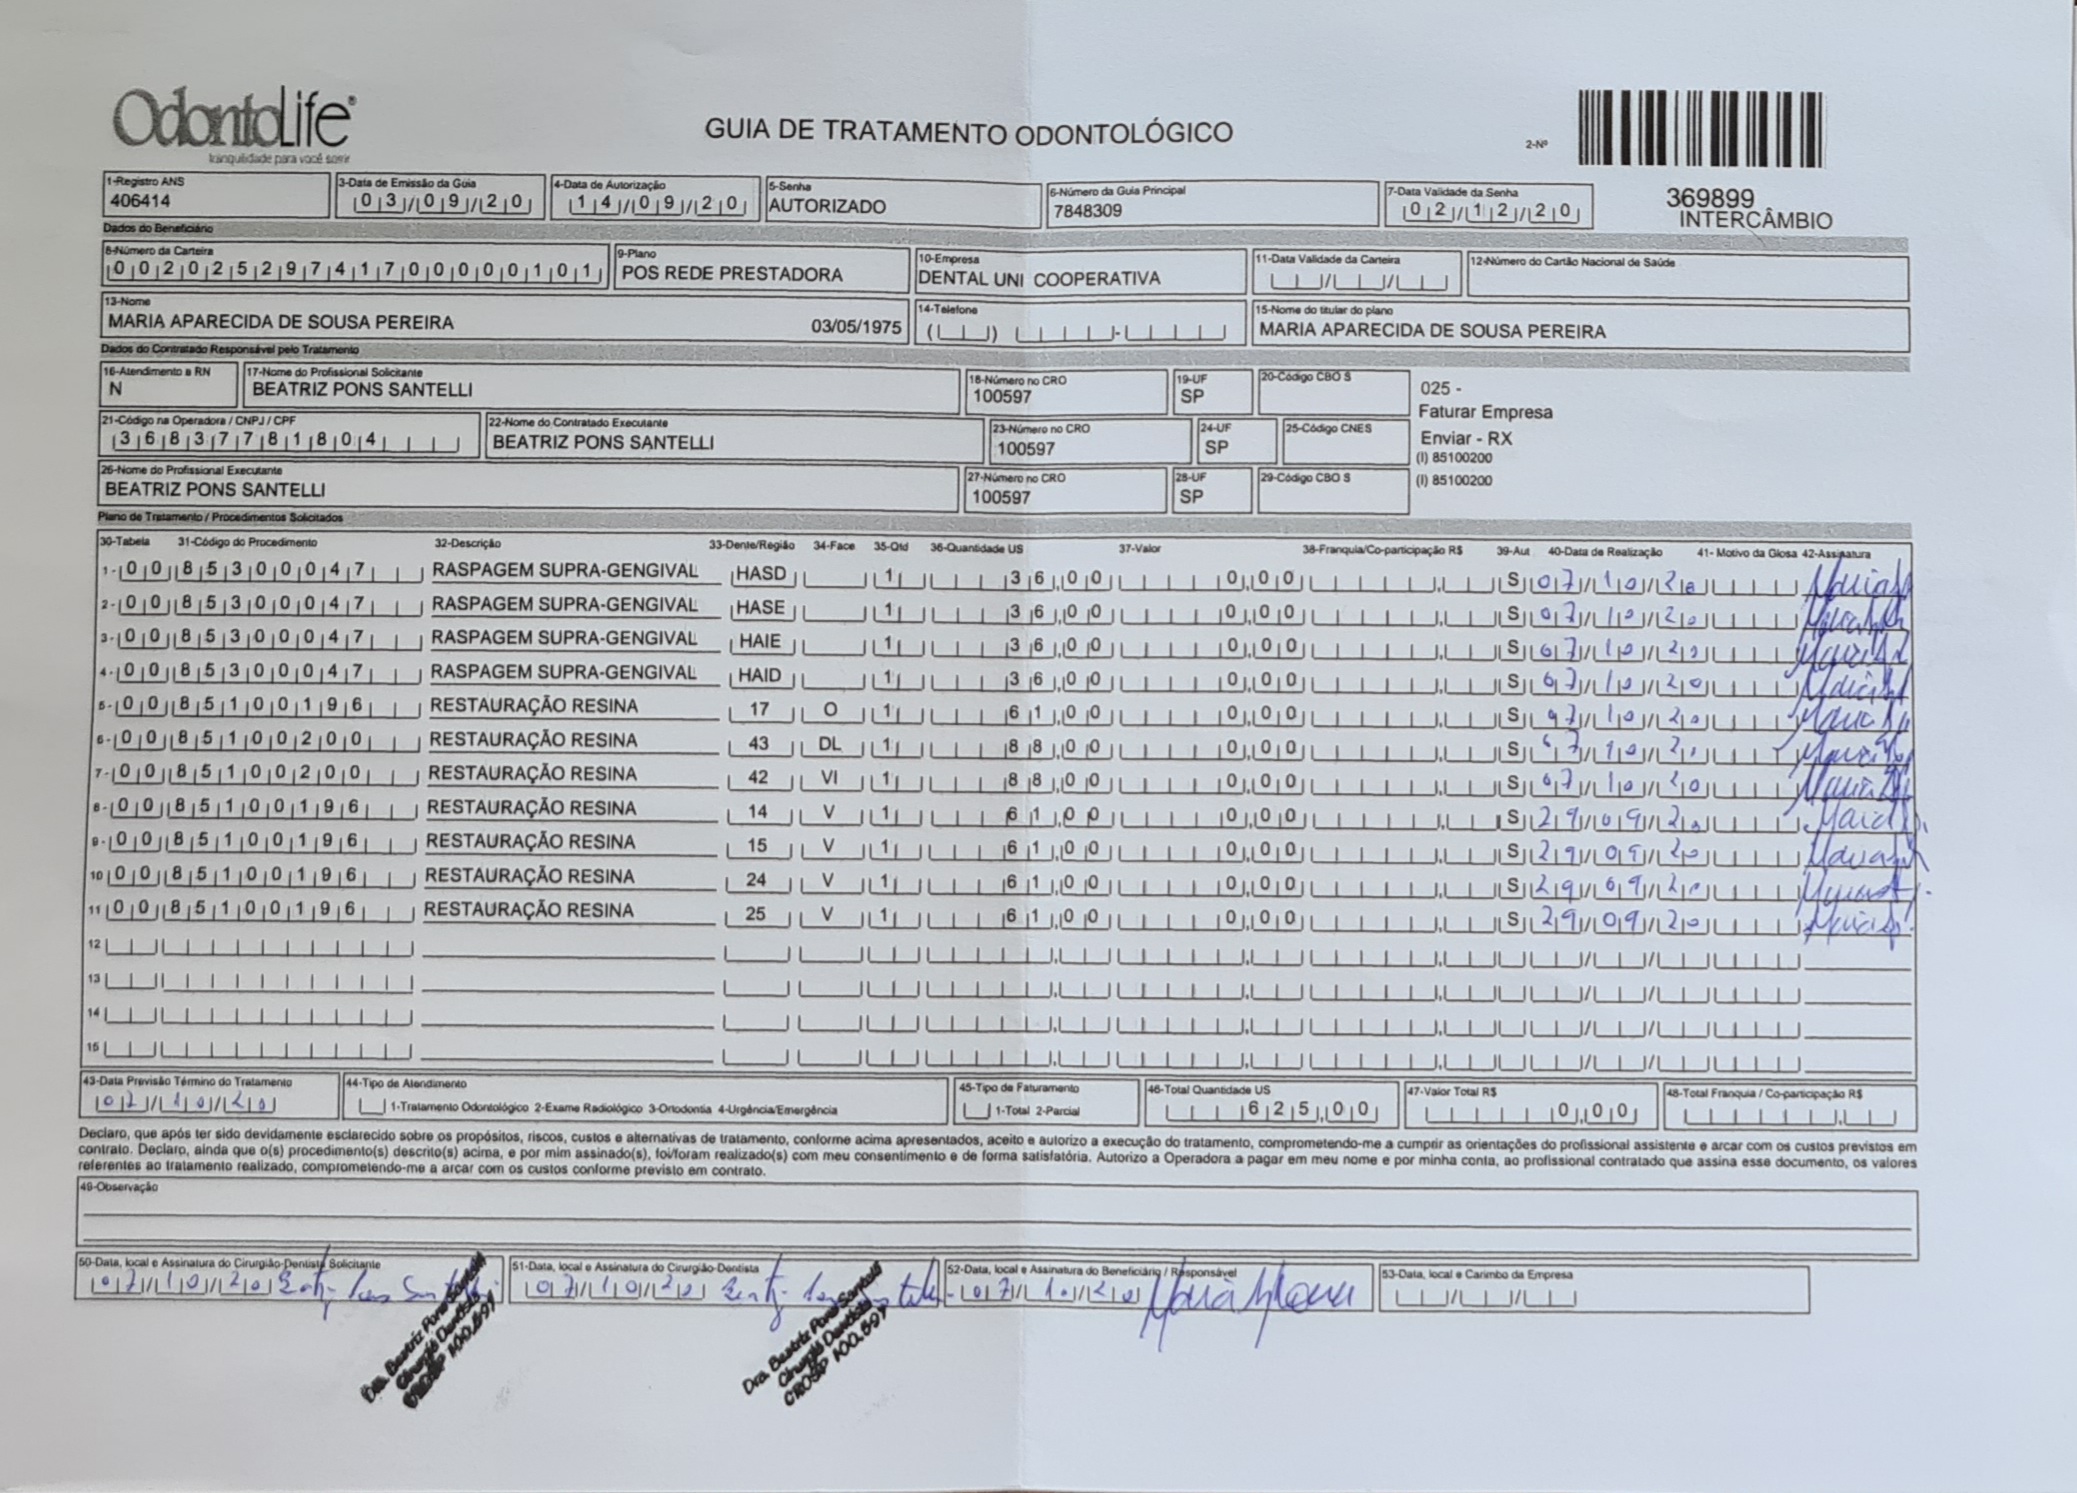 OdontoLife®
tranquilidade para você sorrir
GUIA DE TRATAMENTO ODONTOLÓGICO
2-Nº
369899
INTERCÂMBIO
1-Registro ANS
406414
3-Data de Emissão da Guia
03/09/20
4-Data de Autorização
14/09/20
5-Senha
AUTORIZADO
6-Número da Guia Principal
7848309
7-Data Validade da Senha
02/12/20
Dados do Beneficiário
8-Número da Carteira
00202529741700000101
9-Plano
POS REDE PRESTADORA
10-Empresa
DENTAL UNI COOPERATIVA
11-Data Validade da Carteira
12-Número do Cartão Nacional de Saúde
13-Nome
MARIA APARECIDA DE SOUSA PEREIRA 03/05/1975
14-Telefone
15-Nome do titular do plano
MARIA APARECIDA DE SOUSA PEREIRA
Dados do Contratado Responsável pelo Tratamento
16-Atendimento a RN
N
17-Nome do Profissional Solicitante
BEATRIZ PONS SANTELLI
18-Número no CRO
100597
19-UF
SP
20-Código CBO S
025 -
Faturar Empresa
Enviar - RX
(I) 85100200
(I) 85100200
21-Código na Operadora / CNPJ / CPF
36837781804
22-Nome do Contratado Executante
BEATRIZ PONS SANTELLI
23-Número no CRO
100597
24-UF
SP
25-Código CNES
26-Nome do Profissional Executante
BEATRIZ PONS SANTELLI
27-Número no CRO
100597
28-UF
SP
29-Código CBO S
Plano de Tratamento / Procedimentos Solicitados
30-Tabela 31-Código do Procedimento 32-Descrição 33-Dente/Região 34-Face 35-Qtd 36-Quantidade US 37-Valor 38-Franquia/Co-participação R$ 39-Aut 40-Data de Realização 41- Motivo da Glosa 42-Assinatura
1- 00 85300047 RASPAGEM SUPRA-GENGIVAL HASD 1 36,00 0,00 S 07/10/20
2- 00 85300047 RASPAGEM SUPRA-GENGIVAL HASE 1 36,00 0,00 S 07/10/20
3- 00 85300047 RASPAGEM SUPRA-GENGIVAL HAIE 1 36,00 0,00 S 07/10/20
4- 00 85300047 RASPAGEM SUPRA-GENGIVAL HAID 1 36,00 0,00 S 07/10/20
5- 00 85100196 RESTAURAÇÃO RESINA 17 O 1 61,00 0,00 S 07/10/20
6- 00 85100200 RESTAURAÇÃO RESINA 43 DL 1 88,00 0,00 S 07/10/20
7- 00 85100200 RESTAURAÇÃO RESINA 42 VI 1 88,00 0,00 S 07/10/20
8- 00 85100196 RESTAURAÇÃO RESINA 14 V 1 61,00 0,00 S 29/09/20
9- 00 85100196 RESTAURAÇÃO RESINA 15 V 1 61,00 0,00 S 29/09/20
10 00 85100196 RESTAURAÇÃO RESINA 24 V 1 61,00 0,00 S 29/09/20
11 00 85100196 RESTAURAÇÃO RESINA 25 V 1 61,00 0,00 S 29/09/20
12
13
14
15
43-Data Previsão Término do Tratamento
07/10/20
44-Tipo de Atendimento
1-Tratamento Odontológico 2-Exame Radiológico 3-Ortodontia 4-Urgência/Emergência
45-Tipo de Faturamento
1-Total 2-Parcial
46-Total Quantidade US
625,00
47-Valor Total R$
0,00
48-Total Franquia / Co-participação R$
Declaro, que após ter sido devidamente esclarecido sobre os propósitos, riscos, custos e alternativas de tratamento, conforme acima apresentados, aceito e autorizo a execução do tratamento, comprometendo-me a cumprir as orientações do profissional assistente e arcar com os custos previstos em
contrato. Declaro, ainda que o(s) procedimento(s) descrito(s) acima, e por mim assinado(s), foi/foram realizado(s) com meu consentimento e de forma satisfatória. Autorizo a Operadora a pagar em meu nome e por minha conta, ao profissional contratado que assina esse documento, os valores
referentes ao tratamento realizado, comprometendo-me a arcar com os custos conforme previsto em contrato.
49-Observação
50-Data, local e Assinatura do Cirurgião-Dentista Solicitante
07/10/20
51-Data, local e Assinatura do Cirurgião-Dentista
07/10/20
52-Data, local e Assinatura do Beneficiário / Responsável
07/10/20
53-Data, local e Carimbo da Empresa
Dra. Beatriz Pons Santelli
Cirurgiã Dentista
CROSP 100.597
Dra. Beatriz Pons Santelli
Cirurgiã Dentista
CROSP 100.597